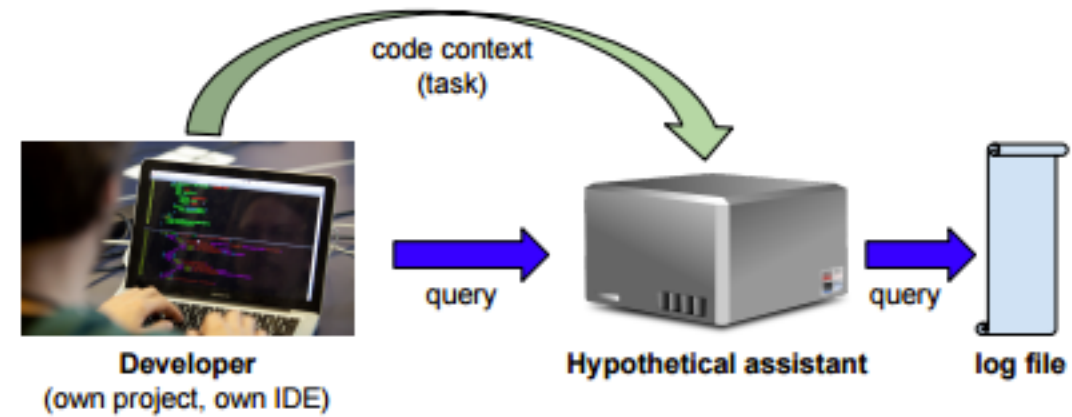 code context
(task)
query
query
Developer
(own project, own IDE)
Hypothetical assistant
log file